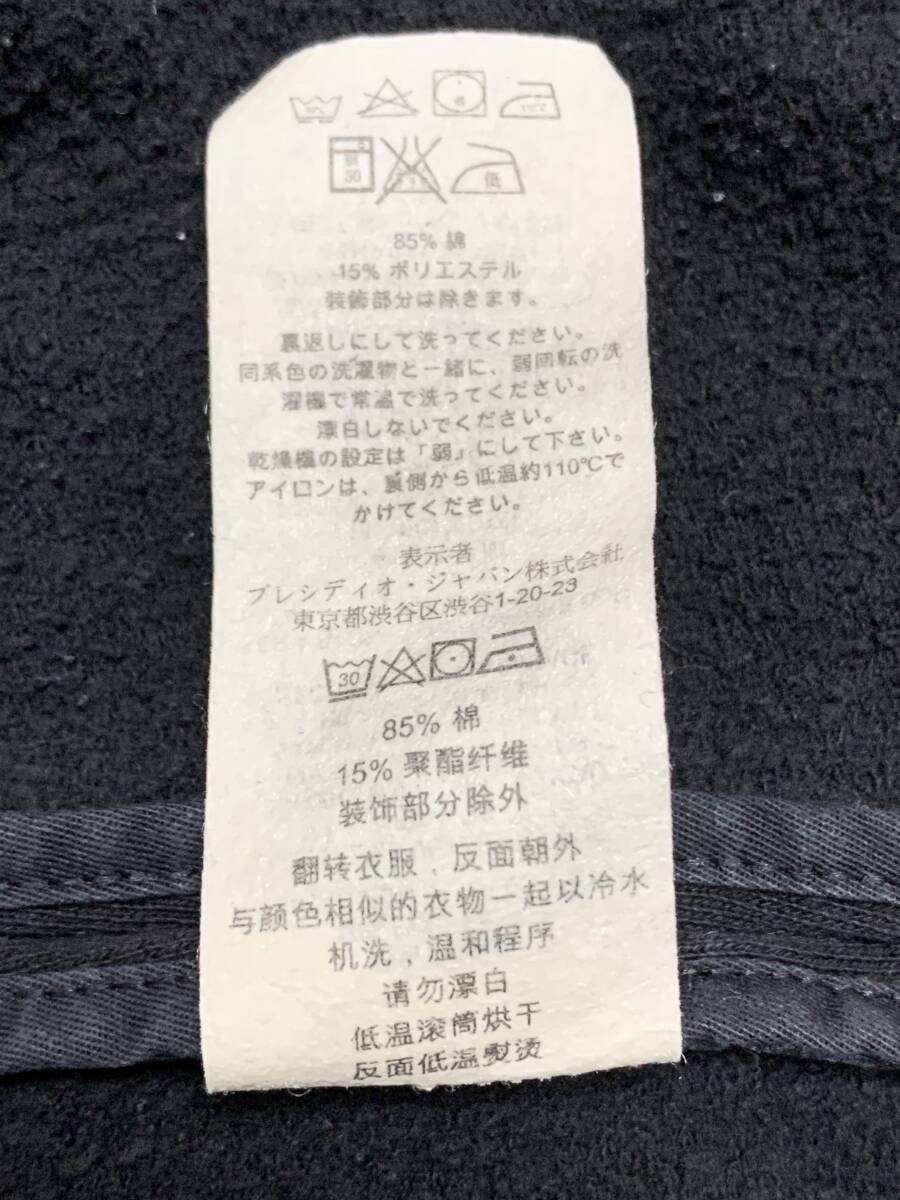 弱
30
低
85% 綿
15% ポリエステル
装飾部分は除きます。
裏返しにして洗ってください。
同系色の洗濯物と一緒に、弱回転の洗
濯機で常温で洗ってください。
漂白しないでください。
乾燥機の設定は「弱」にして下さい。
アイロンは、裏側から低温約110℃で
かけてください。
表示者
プレシディオ・ジャパン株式会社
東京都渋谷区渋谷1-20-23
30
85% 棉
15% 聚酯纤维
装饰部分除外
翻转衣服，反面朝外
与颜色相似的衣物一起以冷水
机洗，温和程序
请勿漂白
低温滚筒烘干
反面低温熨烫